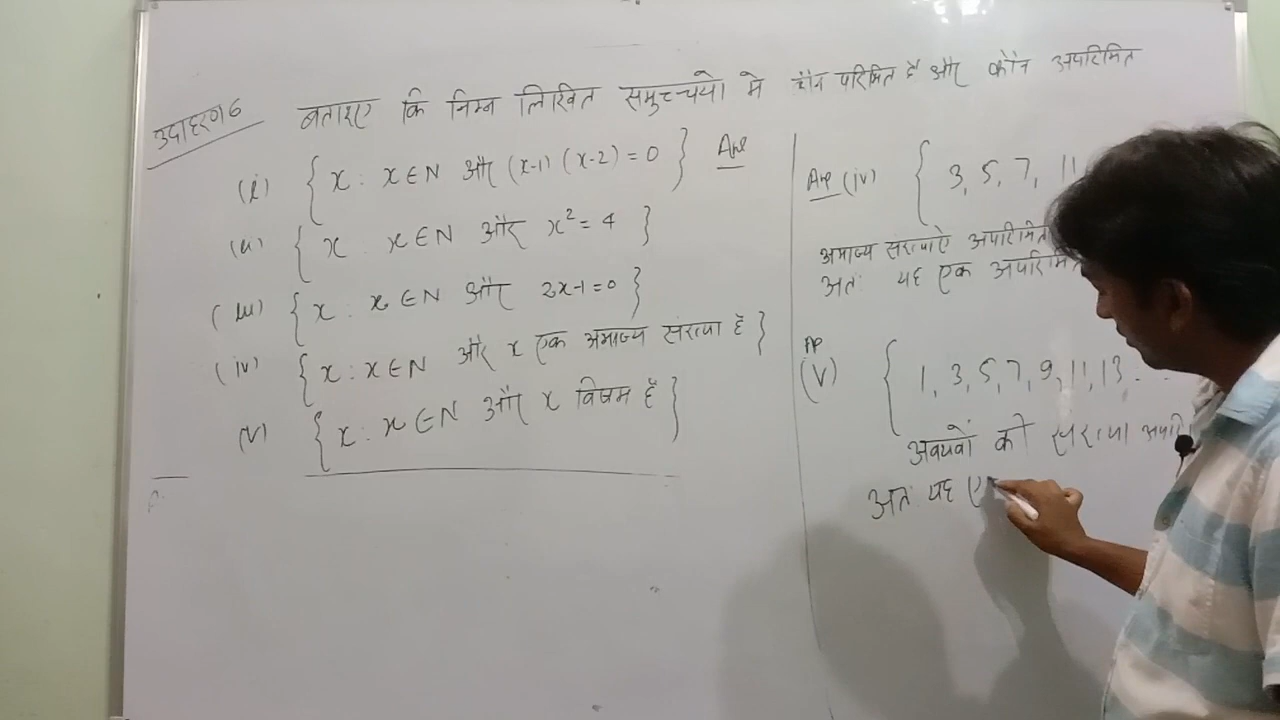 उदाहरण 6 बताइए कि निम्न लिखित समुच्चयो मे कौन परिमित है और कौन अपरिमित
(i) { x : x ∈ N और (x-1) (x-2) = 0 } Ans
(ii) { x : x ∈ N और x² = 4 }
(iii) { x : x ∈ N और 2x-1=0 }
(iv) { x : x ∈ N और x एक अभाज्य संख्या है }
(v) { x : x ∈ N और x विषम है }
Ans (iv) { 3, 5, 7, 11
अभाज्य संख्याऐ अपरिमित
अतः यह एक अपरिमित
(v) { 1, 3, 5, 7, 9, 11, 13, . .
अवयवों की संख्या अपरि
अतः यह ए